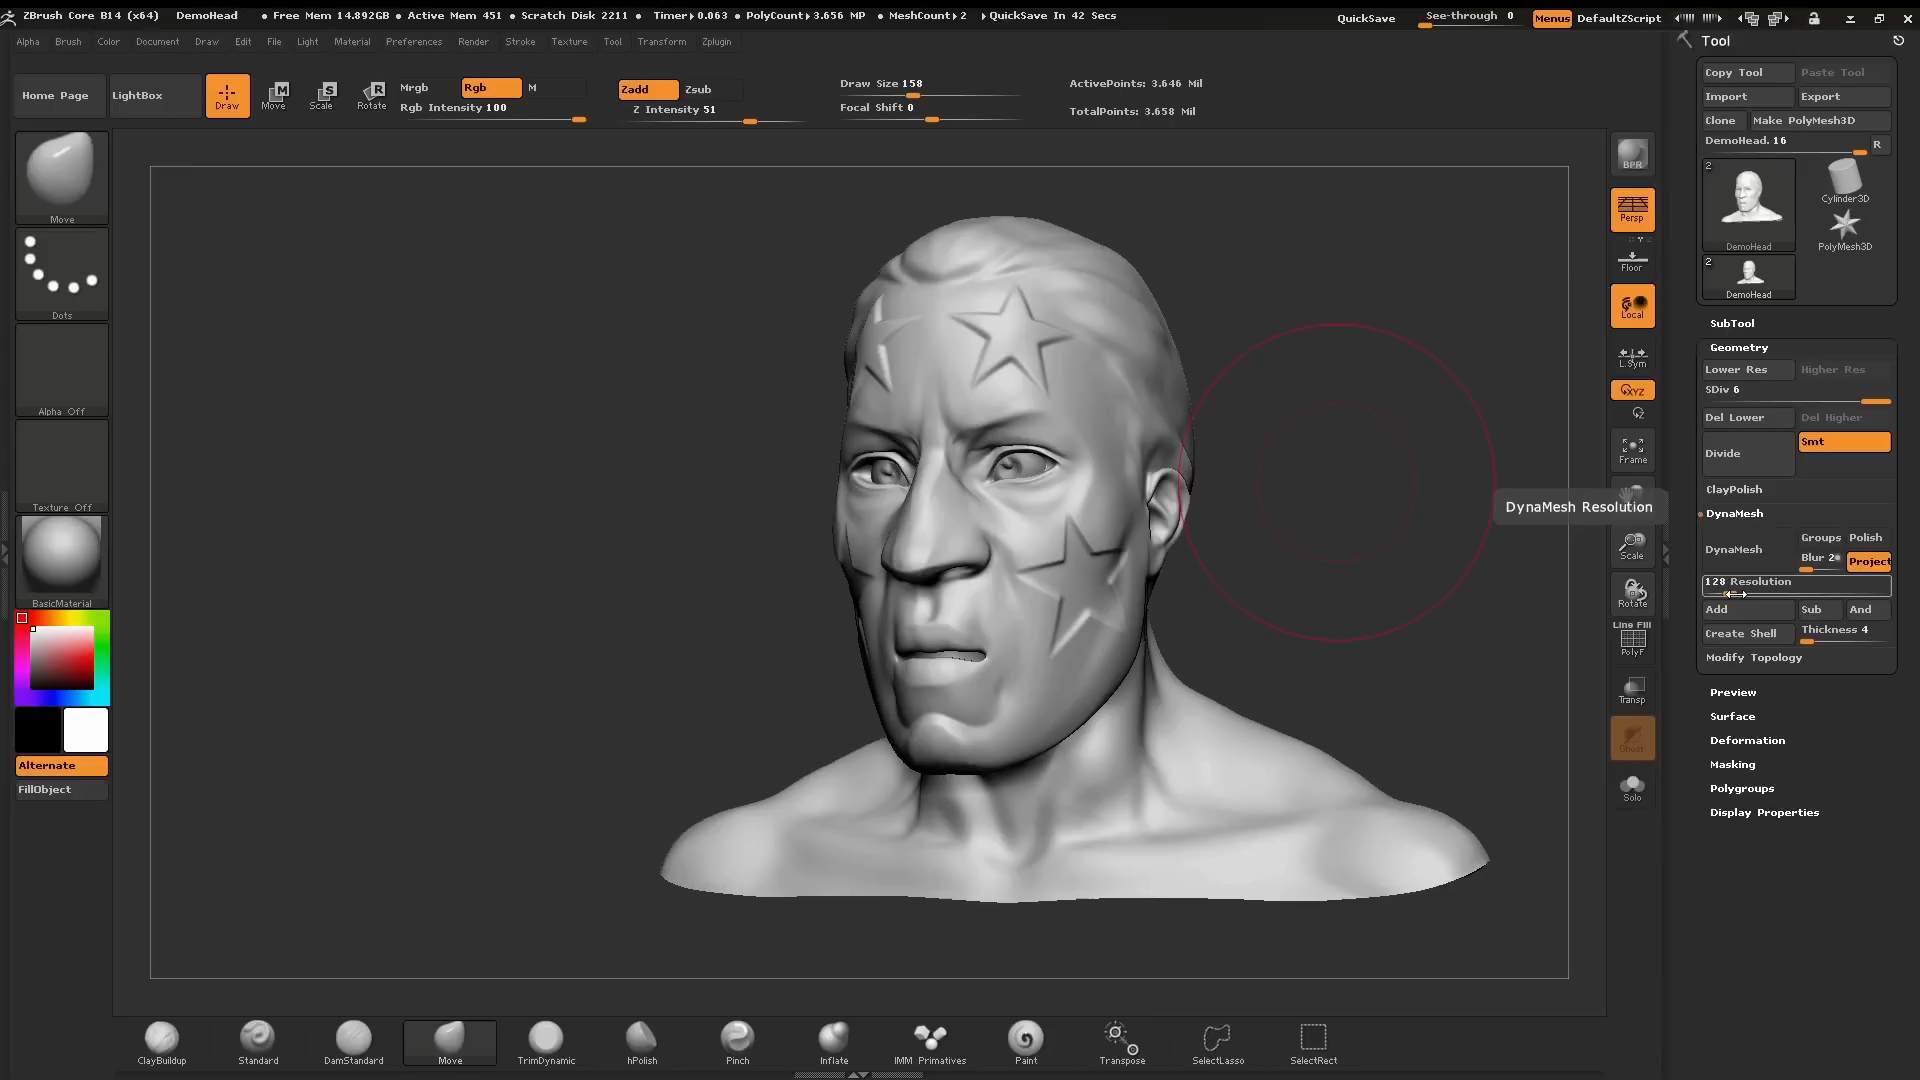 ZBrush Core B14 (x64) DemoHead • Free Mem 14.892GB • Active Mem 451 • Scratch Disk 2211 • Timer▸0.063 • PolyCount▸3.656 MP • MeshCount▸2 ▸QuickSave In 42 Secs QuickSave See-through 0 Menus DefaultZScript
Alpha Brush Color Document Draw Edit File Light Material Preferences Render Stroke Texture Tool Transform Zplugin
Tool
Home Page LightBox Draw Move Scale Rotate
M S R
Mrgb Rgb M
Rgb Intensity 100
Zadd Zsub
Z Intensity 51
Draw Size 158
Focal Shift 0
ActivePoints: 3.646 Mil
TotalPoints: 3.658 Mil
Move
Dots
Alpha Off
Texture Off
BasicMaterial
Alternate
FillObject
BPR
Persp
Floor
Local
L.Sym
XYZ
Z
Frame
DynaMesh Resolution
Scale
Rotate
Line Fill
PolyF
Transp
Ghost
Solo
Copy Tool Paste Tool
Import Export
Clone Make PolyMesh3D
DemoHead. 16 R
2
Cylinder3D
DemoHead PolyMesh3D
2
DemoHead
SubTool
Geometry
Lower Res Higher Res
SDiv 6
Del Lower Del Higher
Divide Smt
ClayPolish
DynaMesh
DynaMesh Groups Polish
Blur 2 Project
128 Resolution
Add Sub And
Create Shell Thickness 4
Modify Topology
Preview
Surface
Deformation
Masking
Polygroups
Display Properties
ClayBuildup Standard DamStandard Move TrimDynamic hPolish Pinch Inflate IMM Primatives Paint Transpose SelectLasso SelectRect